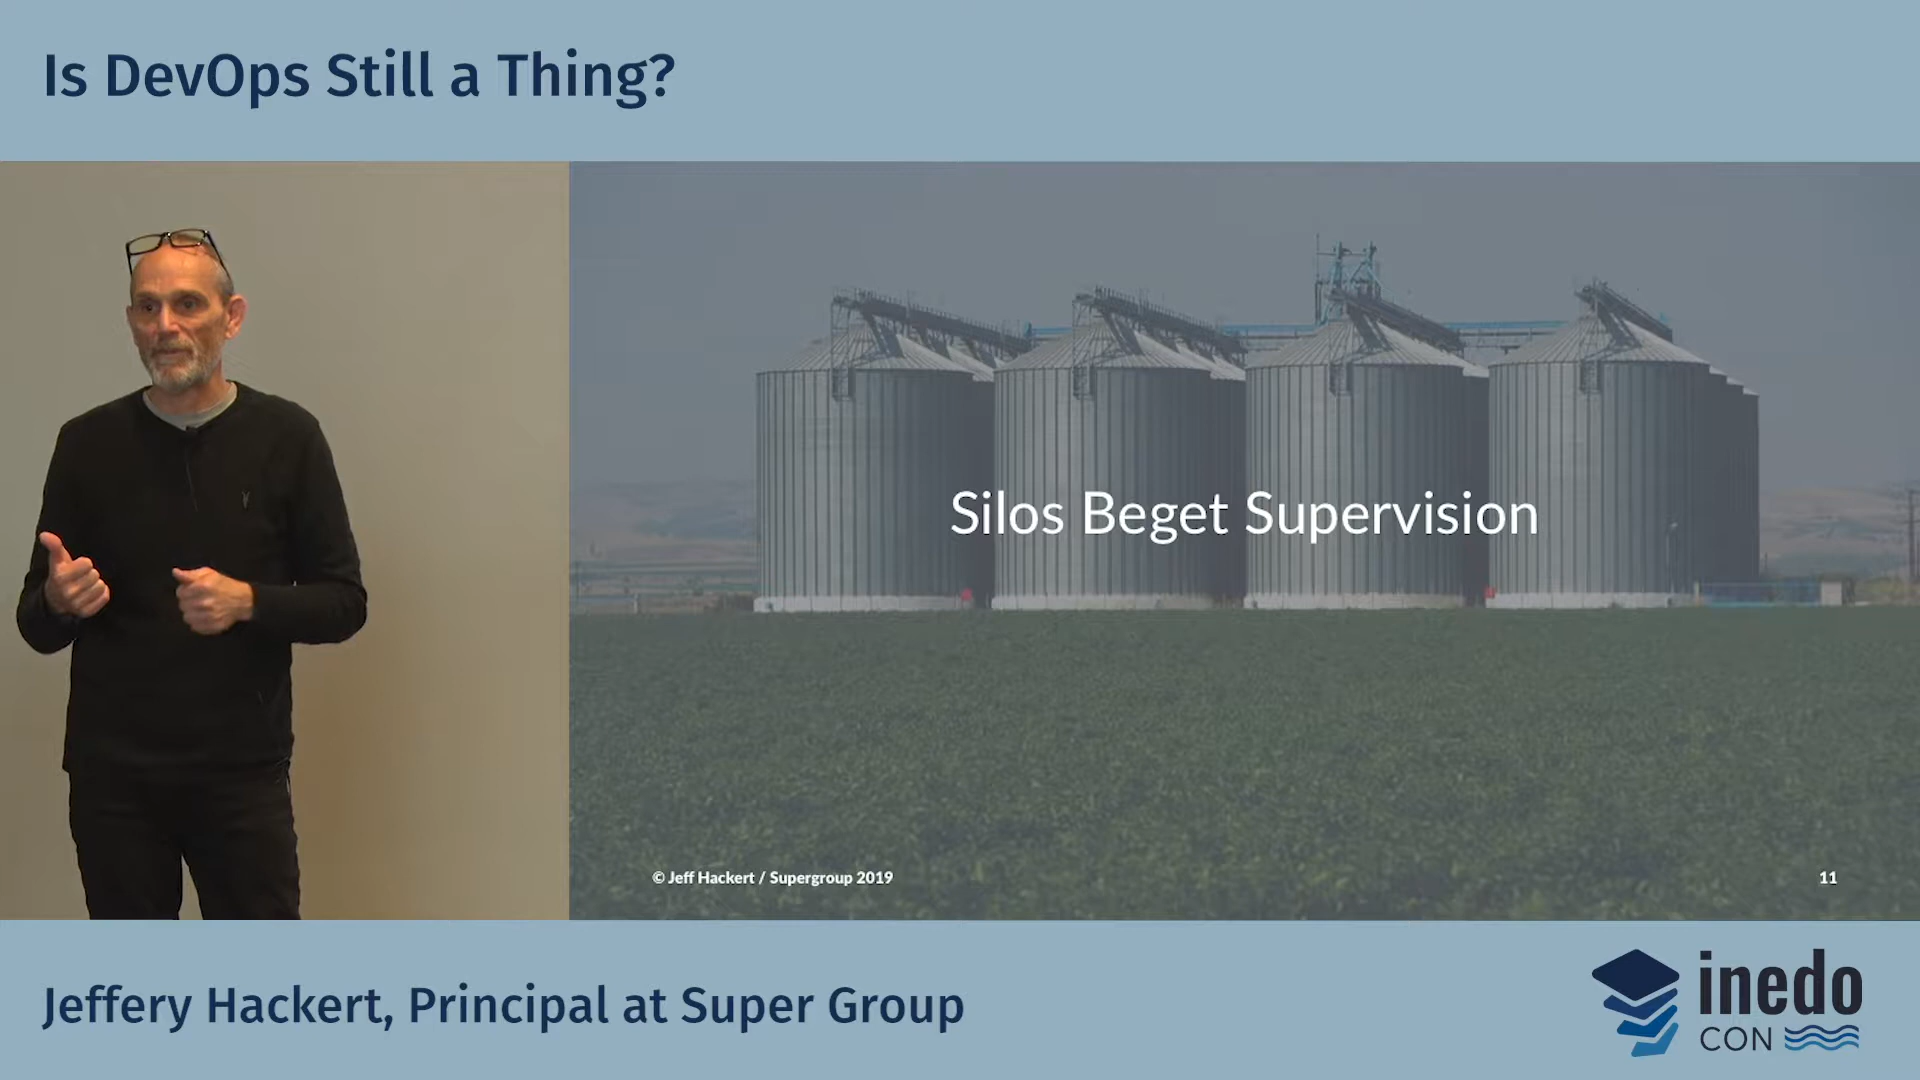 Is DevOps Still a Thing?
Silos Beget Supervision
© Jeff Hackert / Supergroup 2019
11
Jeffery Hackert, Principal at Super Group
inedo
CON